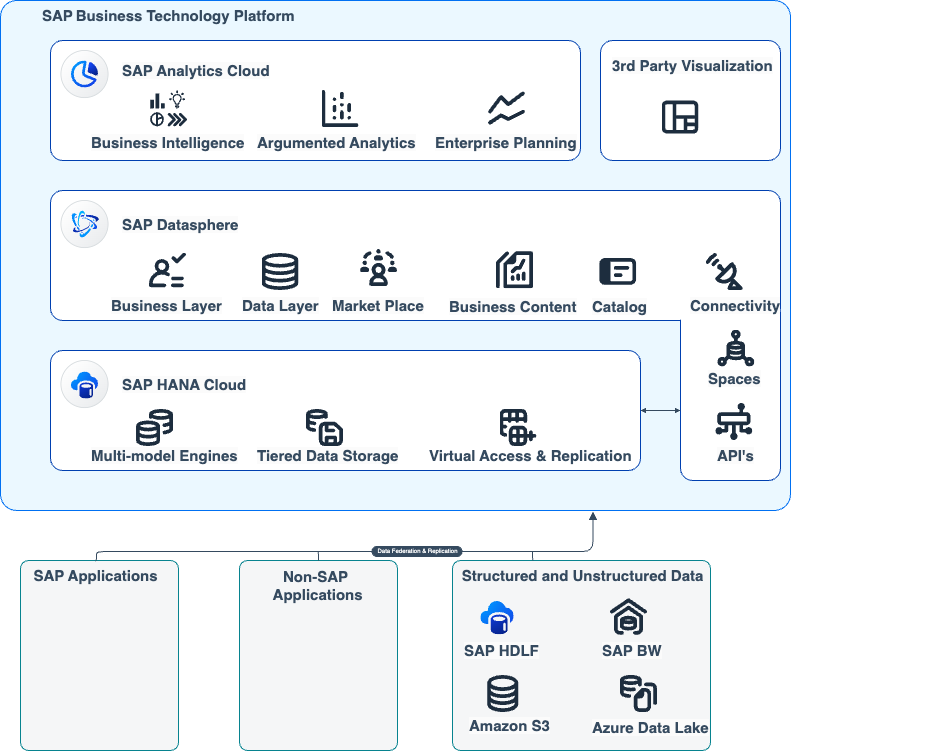 SAP Business Technology Platform
SAP Analytics Cloud
Business Intelligence
Argumented Analytics
Enterprise Planning
3rd Party Visualization
SAP Datasphere
Business Layer
Data Layer
Market Place
Business Content
Catalog
Connectivity
Spaces
API's
SAP HANA Cloud
Multi-model Engines
Tiered Data Storage
Virtual Access & Replication
Data Federation & Replication
SAP Applications
Non-SAP
Applications
Structured and Unstructured Data
SAP HDLF
SAP BW
Amazon S3
Azure Data Lake